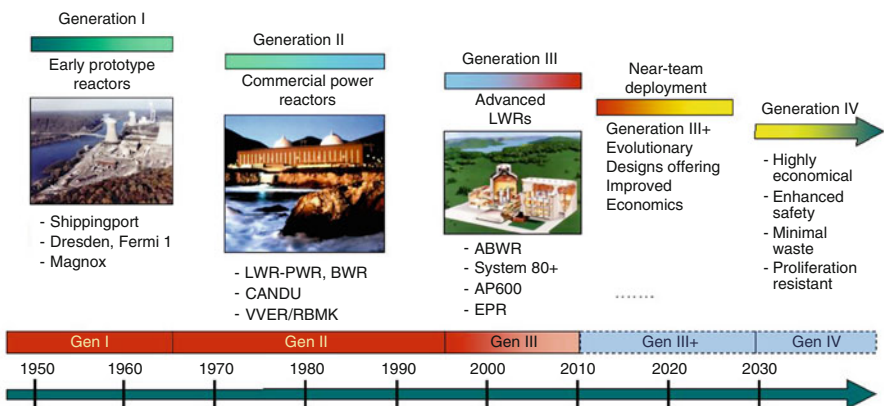 Generation I
Early prototype
reactors
- Shippingport
- Dresden, Fermi 1
- Magnox
Generation II
Commercial power
reactors
- LWR-PWR, BWR
- CANDU
- VVER/RBMK
Generation III
Advanced
LWRs
- ABWR
- System 80+
- AP600
- EPR
Near-team
deployment
Generation III+
Evolutionary
Designs offering
Improved
Economics
.......
Generation IV
- Highly
economical
- Enhanced
safety
- Minimal
waste
- Proliferation
resistant
Gen I Gen II Gen III Gen III+ Gen IV
1950 1960 1970 1980 1990 2000 2010 2020 2030